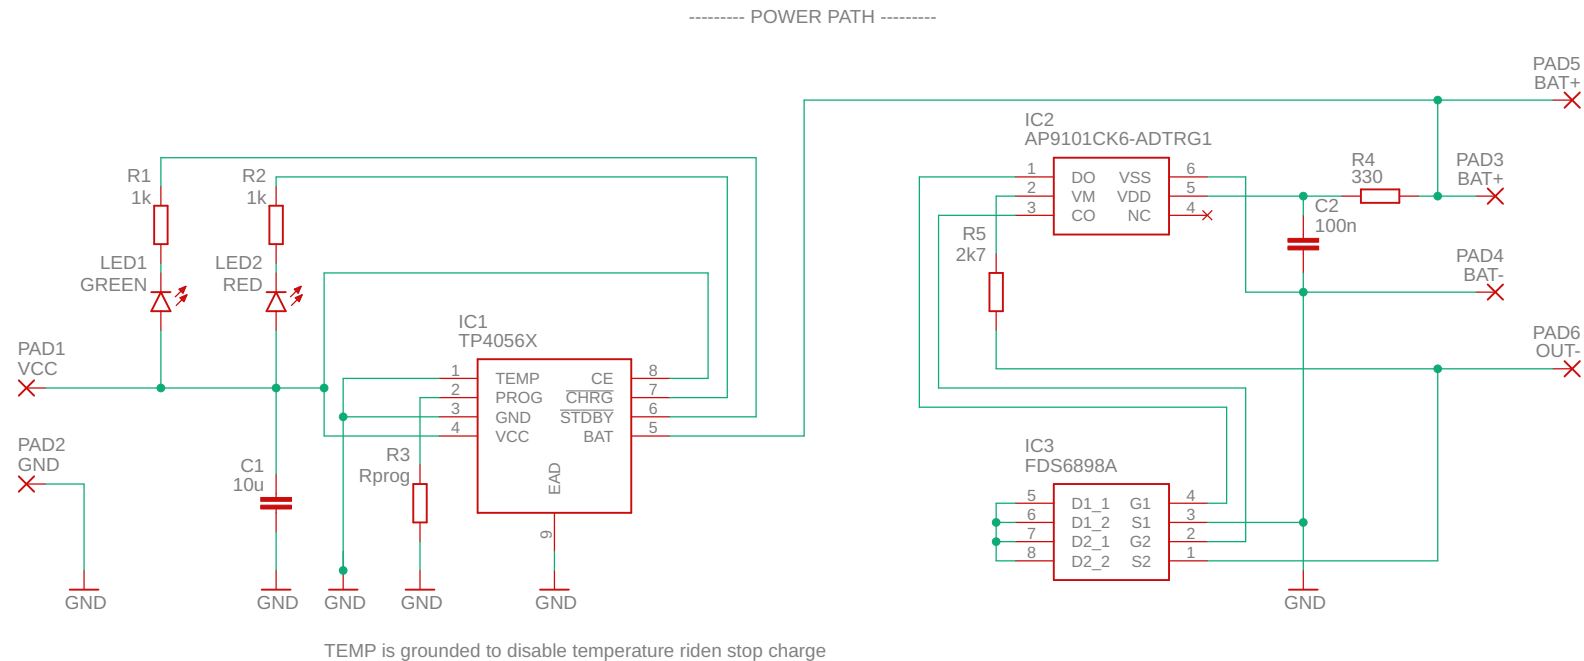 --------- POWER PATH ---------
PAD5
BAT+
IC2
AP9101CK6-ADTRG1
R1
1k
R2
1k
1
2
3
DO
VM
CO
VSS
VDD
NC
6
5
4
R4
330
PAD3
BAT+
C2
100n
R5
2k7
LED1
GREEN
LED2
RED
PAD4
BAT-
IC1
TP4056X
PAD1
VCC
PAD6
OUT-
1
2
3
4
TEMP
PROG
GND
VCC
CE
CHRG
STDBY
BAT
8
7
6
5
EAD
9
PAD2
GND
C1
10u
R3
Rprog
IC3
FDS6898A
5
6
7
8
D1_1
D1_2
D2_1
D2_2
G1
S1
G2
S2
4
3
2
1
GND
GND
GND
GND
GND
GND
TEMP is grounded to disable temperature riden stop charge